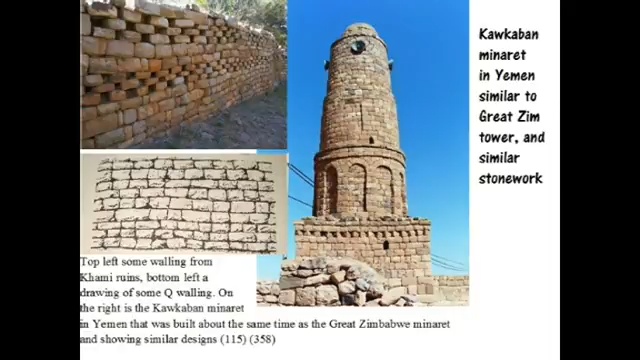 Kawkaban
minaret
in Yemen
similar to
Great Zim
tower, and
similar
stonework
Top left some walling from
Khami ruins, bottom left a
drawing of some Q walling. On
the right is the Kawkaban minaret
in Yemen that was built about the same time as the Great Zimbabwe minaret
and showing similar designs (115) (358)